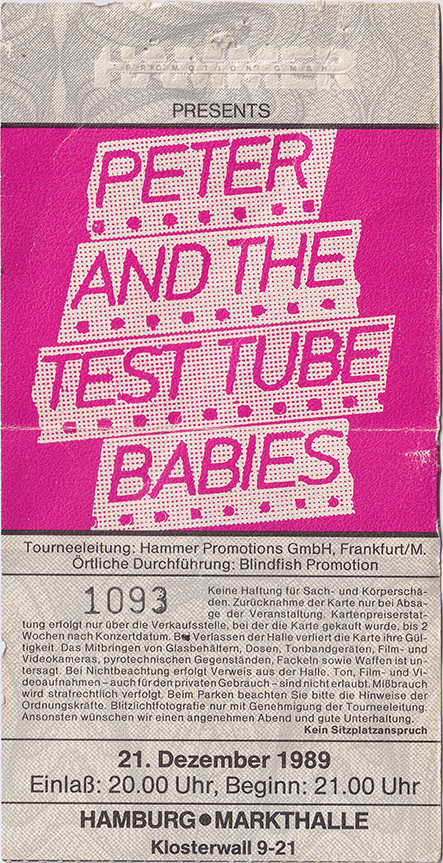 HAMMER
PROMOTION GMBH
PRESENTS
PETER
AND THE
TEST TUBE
BABIES
Tourneeleitung: Hammer Promotions GmbH, Frankfurt/M.
Örtliche Durchführung: Blindfish Promotion
1093
Keine Haftung für Sach- und Körperschä-
den. Zurücknahme der Karte nur bei Absa-
ge der Veranstaltung. Kartenpreiserstat-
tung erfolgt nur über die Verkaufsstelle, bei der die Karte gekauft wurde, bis 2
Wochen nach Konzertdatum. Bei Verlassen der Halle verliert die Karte ihre Gül-
tigkeit. Das Mitbringen von Glasbehältern, Dosen, Tonbandgeräten, Film- und
Videokameras, pyrotechnischen Gegenständen, Fackeln sowie Waffen ist un-
tersagt. Bei Nichtbeachtung erfolgt Verweis aus der Halle. Ton, Film- und Vi-
deoaufnahmen – auch für den privaten Gebrauch – sind nicht erlaubt. Mißbrauch
wird strafrechtlich verfolgt. Beim Parken beachten Sie bitte die Hinweise der
Ordnungskräfte. Blitzlichtfotografie nur mit Genehmigung der Tourneeleitung.
Ansonsten wünschen wir einen angenehmen Abend und gute Unterhaltung.
Kein Sitzplatzanspruch
21. Dezember 1989
Einlaß: 20.00 Uhr, Beginn: 21.00 Uhr
HAMBURG●MARKTHALLE
Klosterwall 9-21